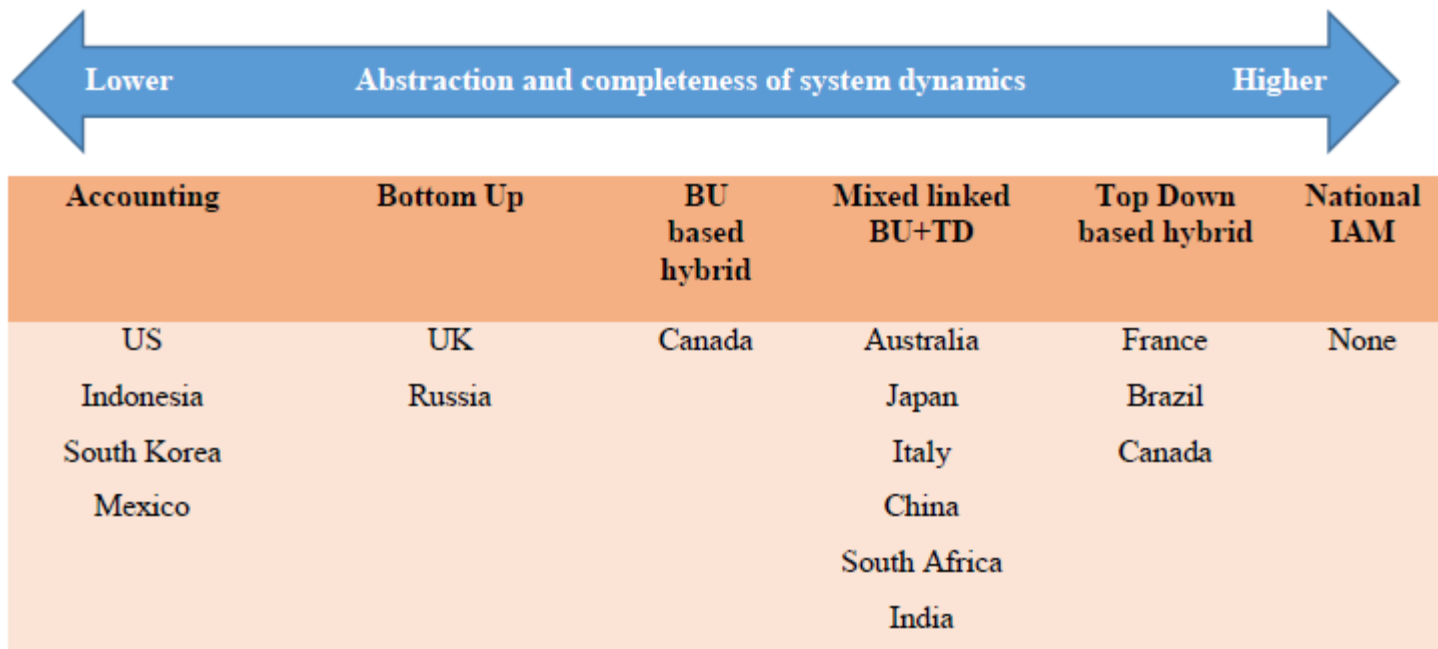 Lower Abstraction and completeness of system dynamics Higher
Accounting Bottom Up BU Mixed linked Top Down National
based BU+TD based hybrid IAM
hybrid
US UK Canada Australia France None
Indonesia Russia Japan Brazil
South Korea Italy Canada
Mexico China
South Africa
India